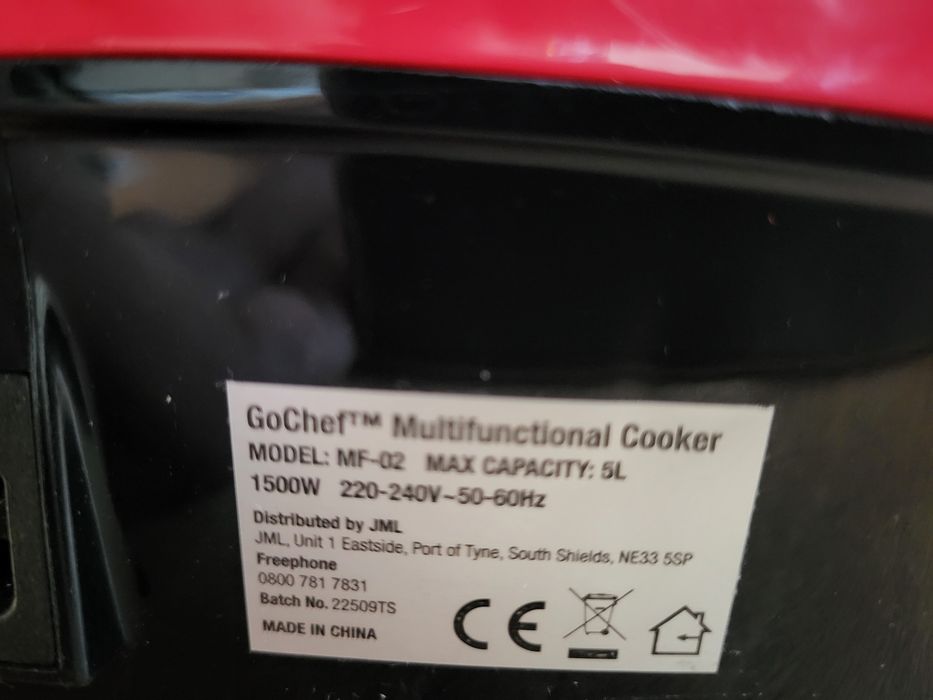 GoChef™ Multifunctional Cooker
MODEL: MF-02 MAX CAPACITY: 5L
1500W 220-240V~50-60Hz
Distributed by JML
JML, Unit 1 Eastside, Port of Tyne, South Shields, NE33 5SP
Freephone
0800 781 7831
Batch No. 22509TS
MADE IN CHINA
CE